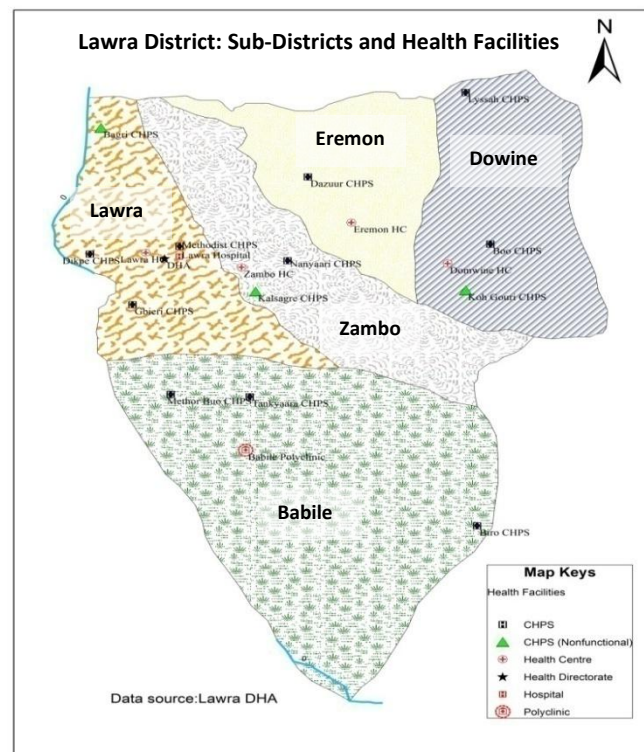 Lawra District: Sub-Districts and Health Facilities
N
Lyssah CHPS
Bagri CHPS
Eremon
Dowine
Dazuur CHPS
Lawra
Eremon HC
Methodist CHPS
Boo CHPS
Dikpe CHPS
Lawra HC
Lawra Hospital
DHA
Nanyaari CHPS
Zambo HC
Domwine HC
Kalsagre CHPS
Koh Gouri CHPS
Gbieri CHPS
Zambo
Methor Buo CHPS
Tankyaara CHPS
Babile Polyclinic
Babile
Biro CHPS
Map Keys
Health Facilities
CHPS
CHPS (Nonfunctional)
Health Centre
Health Directorate
Hospital
Polyclinic
Data source:Lawra DHA